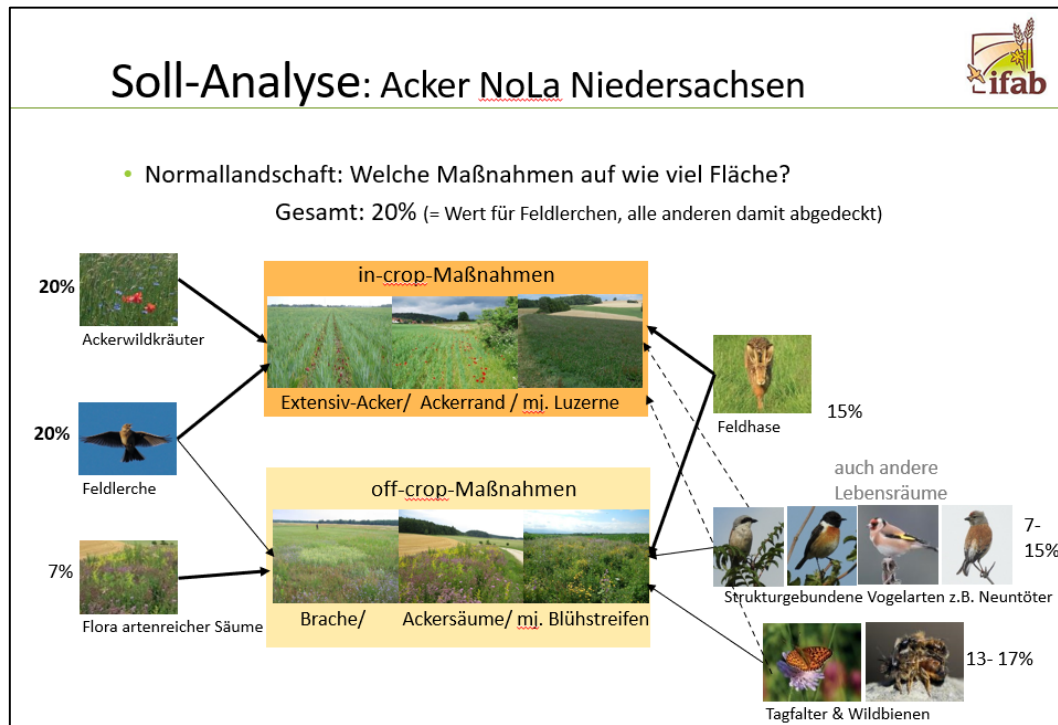 Soll-Analyse: Acker NoLa Niedersachsen
ifab
• Normallandschaft: Welche Maßnahmen auf wie viel Fläche?
Gesamt: 20% (= Wert für Feldlerchen, alle anderen damit abgedeckt)
20%
Ackerwildkräuter
in-crop-Maßnahmen
Extensiv-Acker/ Ackerrand / mj. Luzerne
20%
Feldlerche
7%
Flora artenreicher Säume
off-crop-Maßnahmen
Brache/ Ackersäume/ mj. Blühstreifen
Feldhase
15%
auch andere
Lebensräume
7-
15%
Strukturgebundene Vogelarten z.B. Neuntöter
13- 17%
Tagfalter & Wildbienen